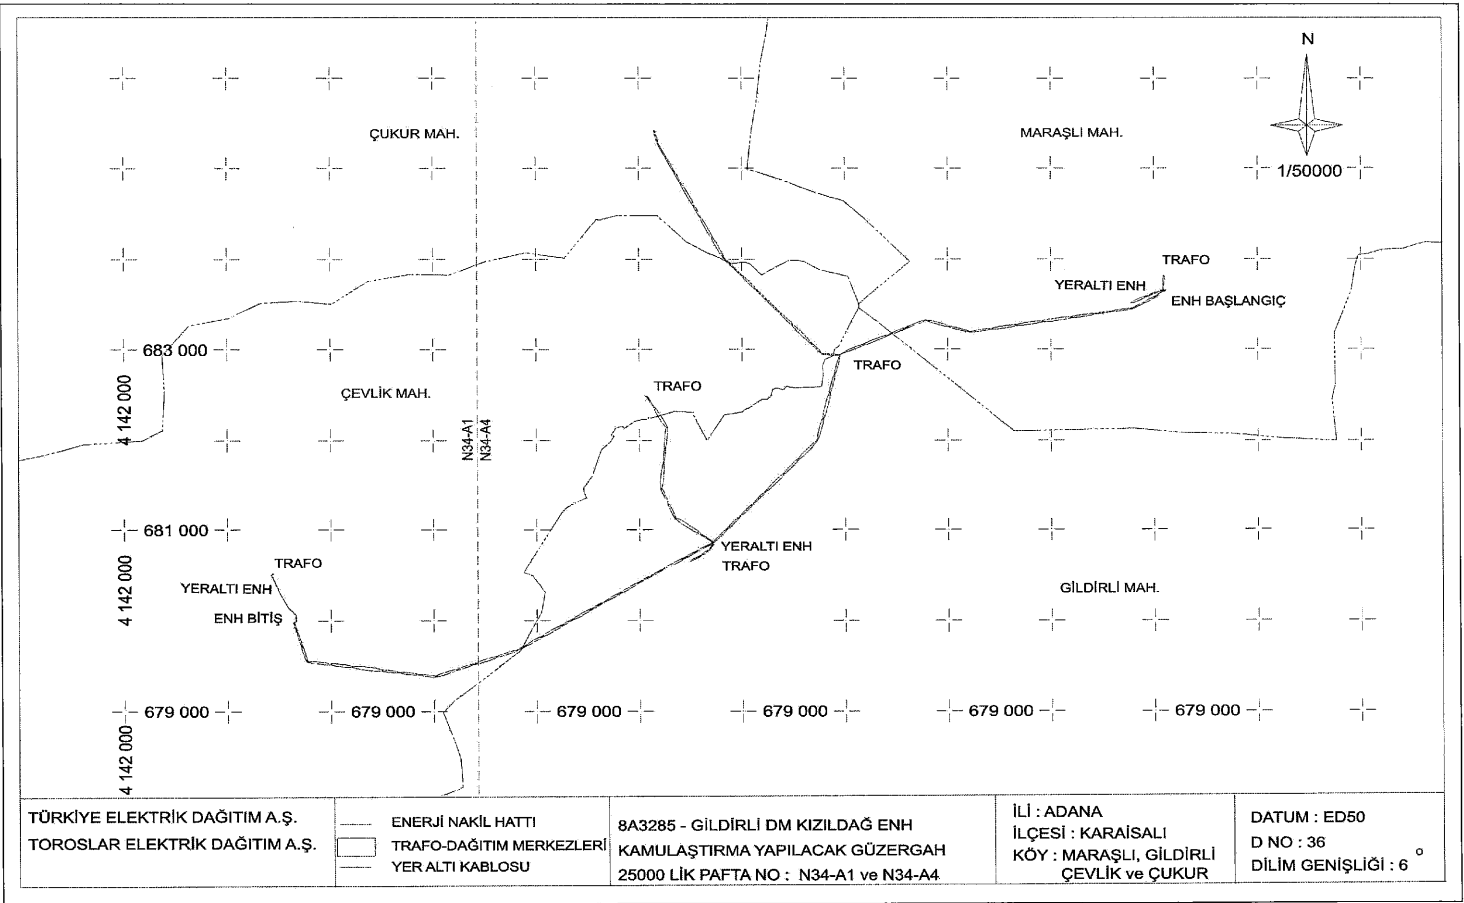 N
ÇUKUR MAH.
MARAŞLI MAH.
1/50000
TRAFO
YERALTI ENH
ENH BAŞLANGIÇ
683 000
TRAFO
4 142 000
ÇEVLİK MAH.
TRAFO
N34-A1
N34-A4
681 000
YERALTI ENH
TRAFO
4 142 000
TRAFO
YERALTI ENH
ENH BİTİŞ
GİLDİRLİ MAH.
679 000
679 000
679 000
679 000
679 000
679 000
4 142 000
TÜRKİYE ELEKTRİK DAĞITIM A.Ş.
TOROSLAR ELEKTRİK DAĞITIM A.Ş.
ENERJİ NAKİL HATTI
TRAFO-DAĞITIM MERKEZLERİ
YER ALTI KABLOSU
8A3285 - GİLDİRLİ DM KIZILDAĞ ENH
KAMULAŞTIRMA YAPILACAK GÜZERGAH
25000 LİK PAFTA NO : N34-A1 ve N34-A4
İLİ : ADANA
İLÇESİ : KARAİSALI
KÖY : MARAŞLI, GİLDİRLİ
ÇEVLİK ve ÇUKUR
DATUM : ED50
D NO : 36
DİLİM GENİŞLİĞİ : 6 °